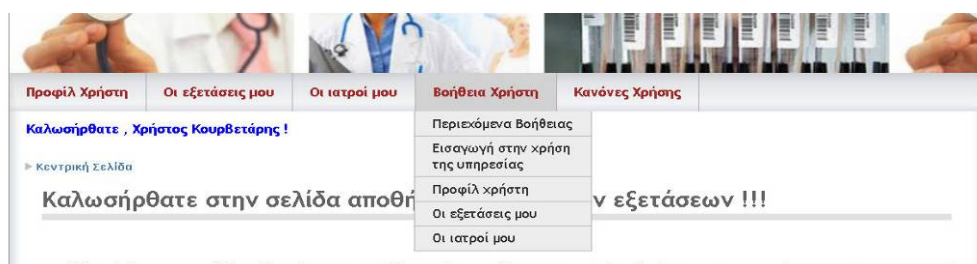 Προφίλ Χρήστη Οι εξετάσεις μου Οι ιατροί μου Βοήθεια Χρήστη Κανόνες Χρήσης
Καλωσήρθατε , Χρήστος Κουρβετάρης !
Περιεχόμενα Βοήθειας
Εισαγωγή στην χρήση
της υπηρεσίας
Προφίλ χρήστη
Οι εξετάσεις μου
Οι ιατροί μου
Κεντρική Σελίδα
Καλωσήρθατε στην σελίδα αποθή ν εξετάσεων !!!